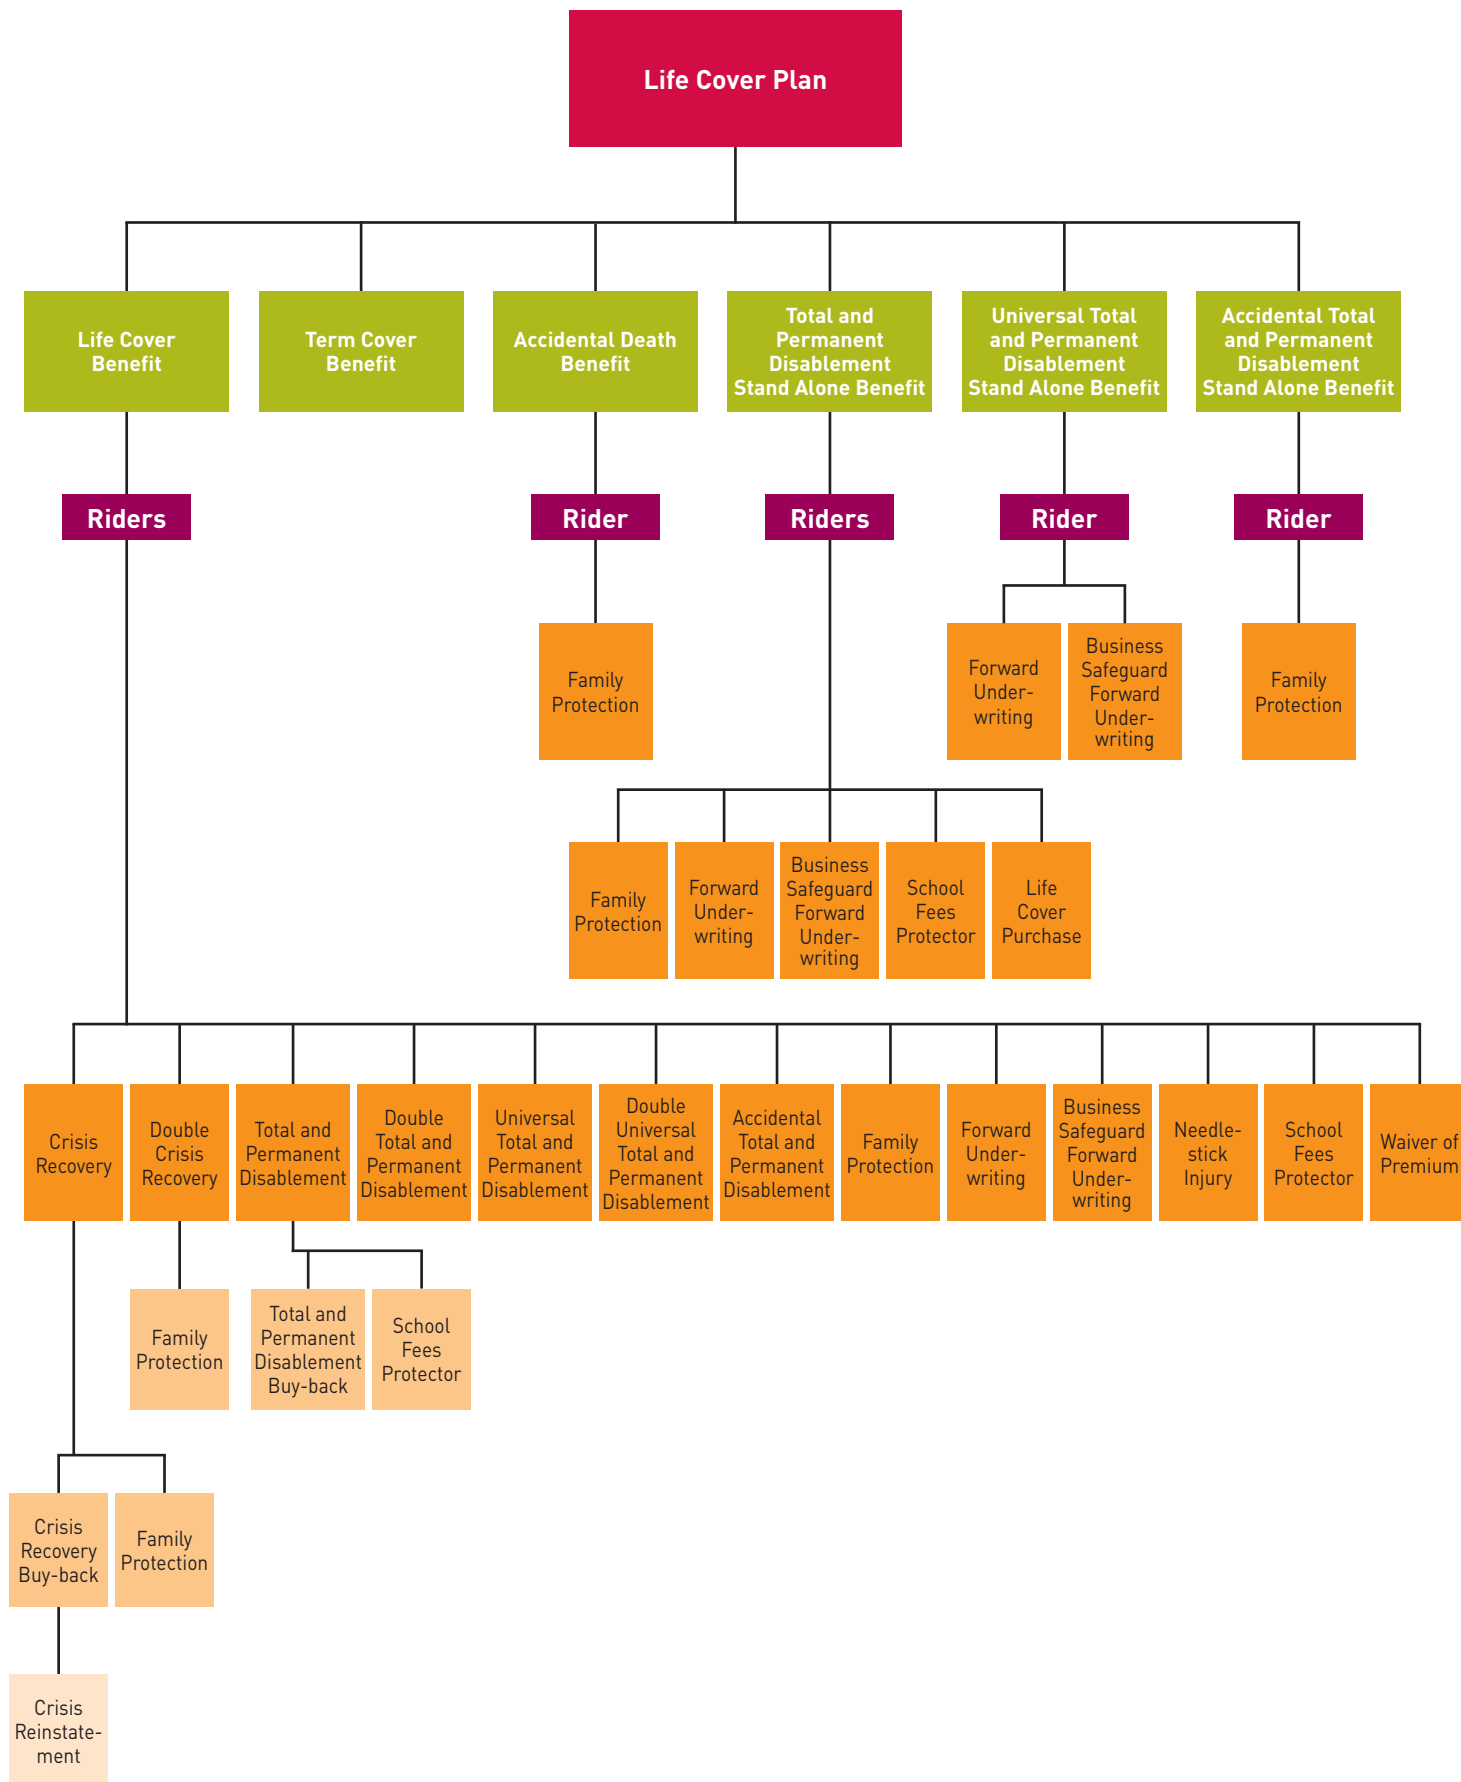 Life Cover Plan
Life Cover
Benefit
Term Cover
Benefit
Accidental Death
Benefit
Total and
Permanent
Disablement
Stand Alone Benefit
Universal Total
and Permanent
Disablement
Stand Alone Benefit
Accidental Total
and Permanent
Disablement
Stand Alone Benefit
Riders
Rider
Riders
Rider
Rider
Family
Protection
Forward
Under-
writing
Business
Safeguard
Forward
Under-
writing
Family
Protection
Family
Protection
Forward
Under-
writing
Business
Safeguard
Forward
Under-
writing
School
Fees
Protector
Life
Cover
Purchase
Crisis
Recovery
Double
Crisis
Recovery
Total and
Permanent
Disablement
Double
Total and
Permanent
Disablement
Universal
Total and
Permanent
Disablement
Double
Universal
Total and
Permanent
Disablement
Accidental
Total and
Permanent
Disablement
Family
Protection
Forward
Under-
writing
Business
Safeguard
Forward
Under-
writing
Needle-
stick
Injury
School
Fees
Protector
Waiver of
Premium
Family
Protection
Total and
Permanent
Disablement
Buy-back
School
Fees
Protector
Crisis
Recovery
Buy-back
Family
Protection
Crisis
Reinstate-
ment